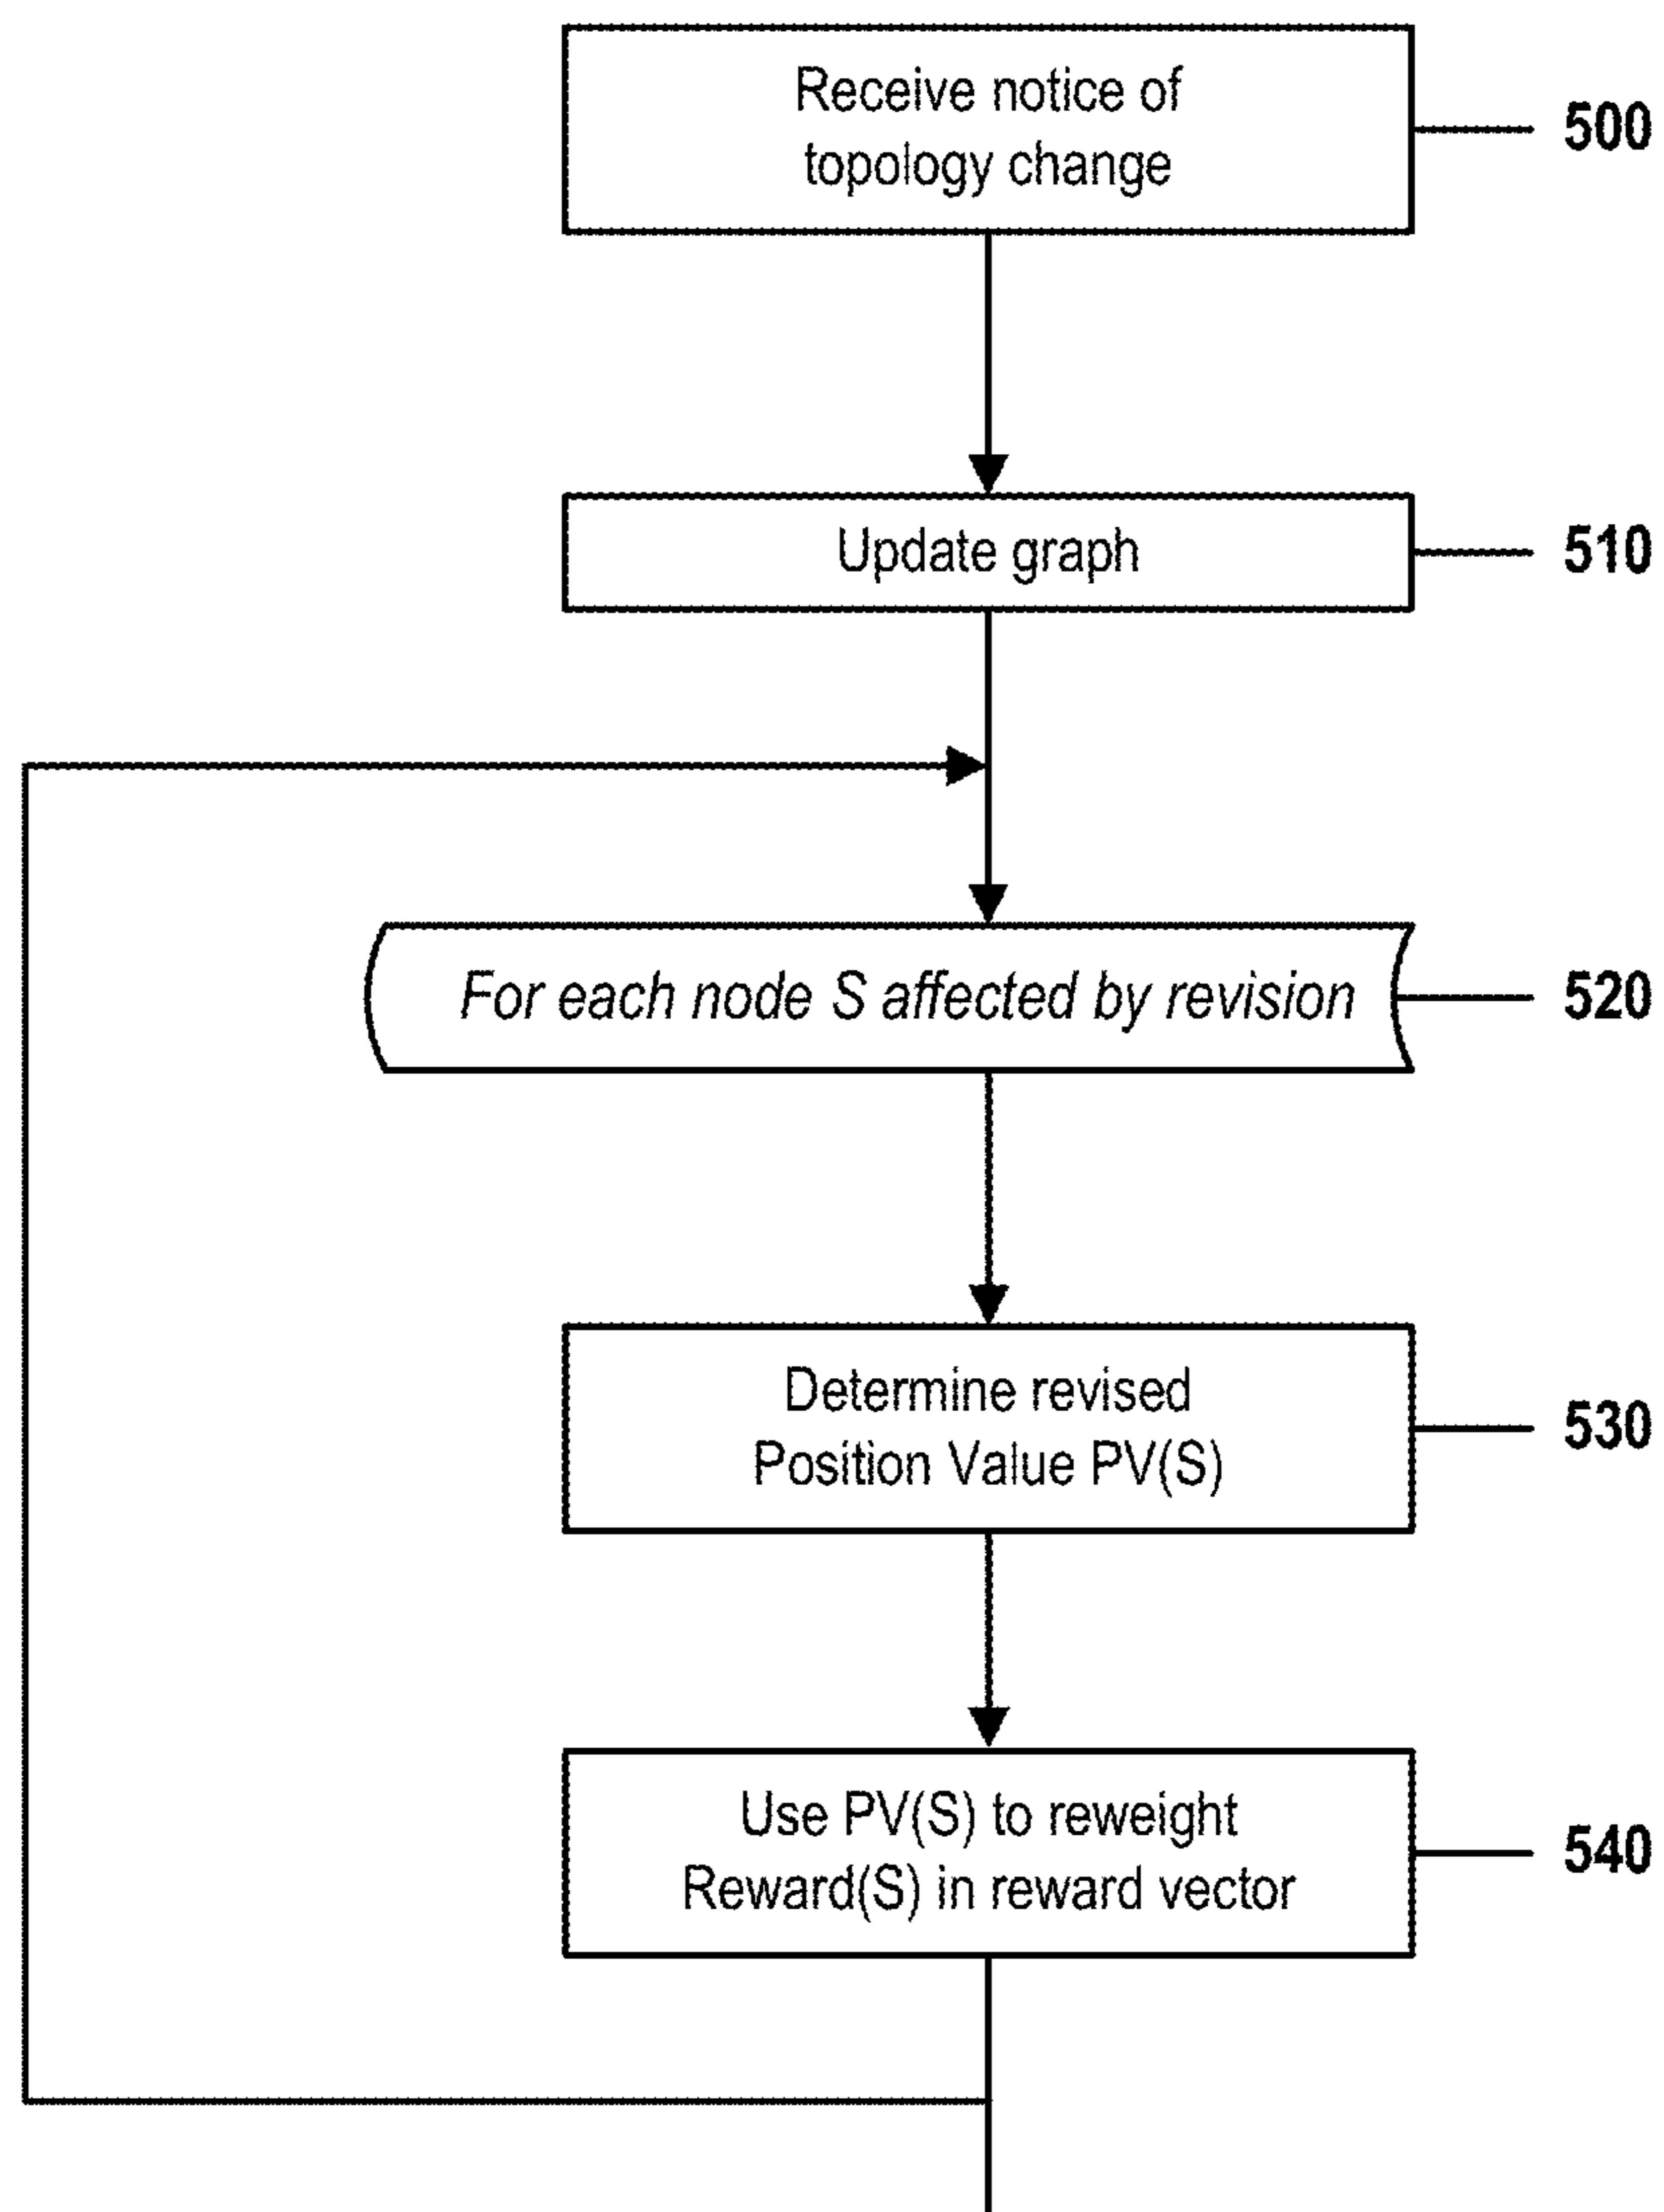 Receive notice of
topology change
500
Update graph
510
For each node S affected by revision
520
Determine revised
Position Value PV(S)
530
Use PV(S) to reweight
Reward(S) in reward vector
540